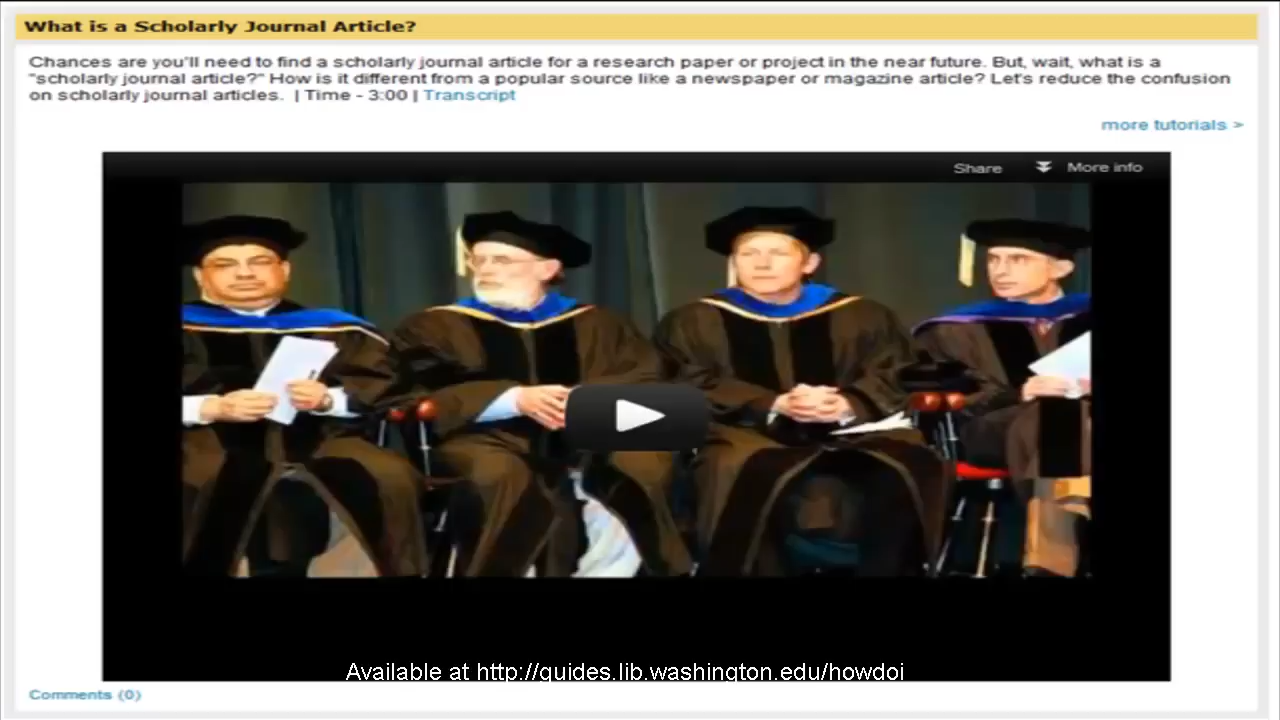 What is a Scholarly Journal Article?
Chances are you'll need to find a scholarly journal article for a research paper or project in the near future. But, wait, what is a
"scholarly journal article?" How is it different from a popular source like a newspaper or magazine article? Let's reduce the confusion
on scholarly journal articles. | Time - 3:00 | Transcript
more tutorials >
Share More info
Available at http://guides.lib.washington.edu/howdoi
Comments (0)